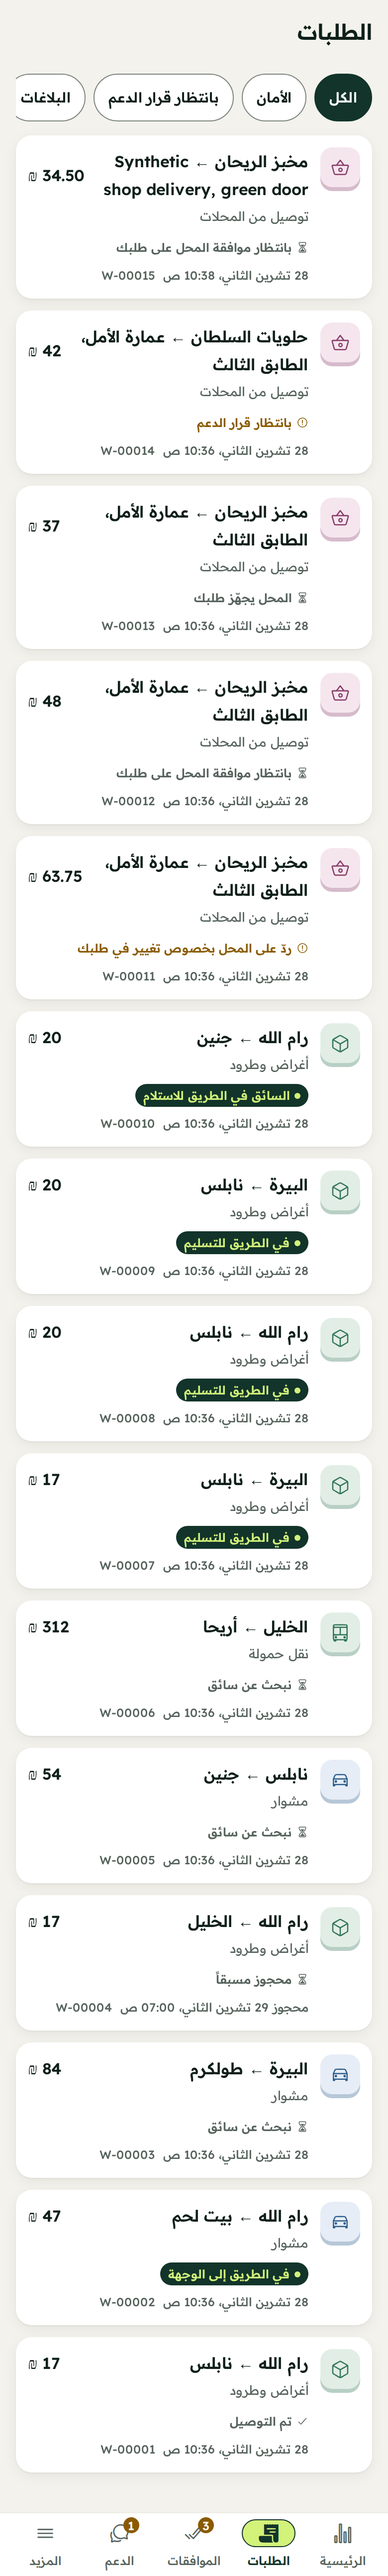 الطلبات
الكل
الأمان
بانتظار قرار الدعم
البلاغات
مخبز الريحان ← Synthetic
shop delivery, green door
34.50 ₪
توصيل من المحلات
بانتظار موافقة المحل على طلبك
28 تشرين الثاني، 10:38 ص W-00015
حلويات السلطان ← عمارة الأمل،
الطابق الثالث
42 ₪
توصيل من المحلات
بانتظار قرار الدعم
28 تشرين الثاني، 10:36 ص W-00014
مخبز الريحان ← عمارة الأمل،
الطابق الثالث
37 ₪
توصيل من المحلات
المحل يجهّز طلبك
28 تشرين الثاني، 10:36 ص W-00013
مخبز الريحان ← عمارة الأمل،
الطابق الثالث
48 ₪
توصيل من المحلات
بانتظار موافقة المحل على طلبك
28 تشرين الثاني، 10:36 ص W-00012
مخبز الريحان ← عمارة الأمل،
الطابق الثالث
63.75 ₪
توصيل من المحلات
ردّ على المحل بخصوص تغيير في طلبك
28 تشرين الثاني، 10:36 ص W-00011
رام الله ← جنين
20 ₪
أغراض وطرود
السائق في الطريق للاستلام
28 تشرين الثاني، 10:36 ص W-00010
البيرة ← نابلس
20 ₪
أغراض وطرود
في الطريق للتسليم
28 تشرين الثاني، 10:36 ص W-00009
رام الله ← نابلس
20 ₪
أغراض وطرود
في الطريق للتسليم
28 تشرين الثاني، 10:36 ص W-00008
البيرة ← نابلس
17 ₪
أغراض وطرود
في الطريق للتسليم
28 تشرين الثاني، 10:36 ص W-00007
الخليل ← أريحا
312 ₪
نقل حمولة
نبحث عن سائق
28 تشرين الثاني، 10:36 ص W-00006
نابلس ← جنين
54 ₪
مشوار
نبحث عن سائق
28 تشرين الثاني، 10:36 ص W-00005
رام الله ← الخليل
17 ₪
أغراض وطرود
محجوز مسبقاً
محجوز 29 تشرين الثاني، 07:00 ص W-00004
البيرة ← طولكرم
84 ₪
مشوار
نبحث عن سائق
28 تشرين الثاني، 10:36 ص W-00003
رام الله ← بيت لحم
47 ₪
مشوار
في الطريق إلى الوجهة
28 تشرين الثاني، 10:36 ص W-00002
رام الله ← نابلس
17 ₪
أغراض وطرود
تم التوصيل
28 تشرين الثاني، 10:36 ص W-00001
الرئيسية
الطلبات
3
الموافقات
1
الدعم
المزيد